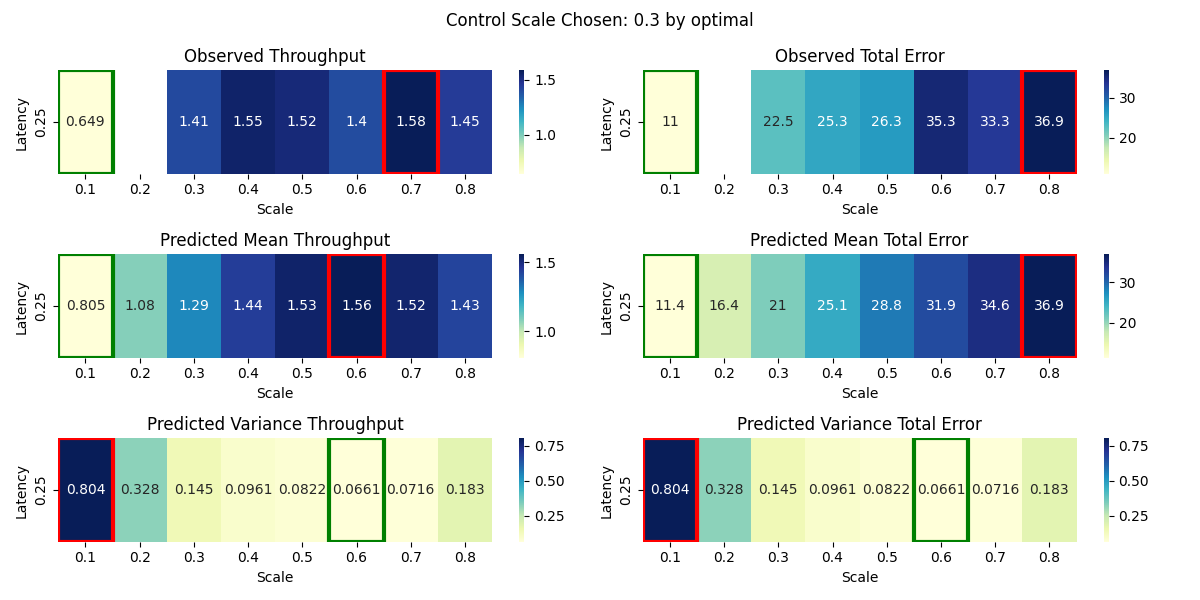 Control Scale Chosen: 0.3 by optimal
Observed Throughput
Latency
0.25
0.649 1.41 1.55 1.52 1.4 1.58 1.45
0.1 0.2 0.3 0.4 0.5 0.6 0.7 0.8
Scale
1.5
1.0
Observed Total Error
Latency
0.25
11 22.5 25.3 26.3 35.3 33.3 36.9
0.1 0.2 0.3 0.4 0.5 0.6 0.7 0.8
Scale
30
20
Predicted Mean Throughput
Latency
0.25
0.805 1.08 1.29 1.44 1.53 1.56 1.52 1.43
0.1 0.2 0.3 0.4 0.5 0.6 0.7 0.8
Scale
1.5
1.0
Predicted Mean Total Error
Latency
0.25
11.4 16.4 21 25.1 28.8 31.9 34.6 36.9
0.1 0.2 0.3 0.4 0.5 0.6 0.7 0.8
Scale
30
20
Predicted Variance Throughput
Latency
0.25
0.804 0.328 0.145 0.0961 0.0822 0.0661 0.0716 0.183
0.1 0.2 0.3 0.4 0.5 0.6 0.7 0.8
Scale
0.75
0.50
0.25
Predicted Variance Total Error
Latency
0.25
0.804 0.328 0.145 0.0961 0.0822 0.0661 0.0716 0.183
0.1 0.2 0.3 0.4 0.5 0.6 0.7 0.8
Scale
0.75
0.50
0.25